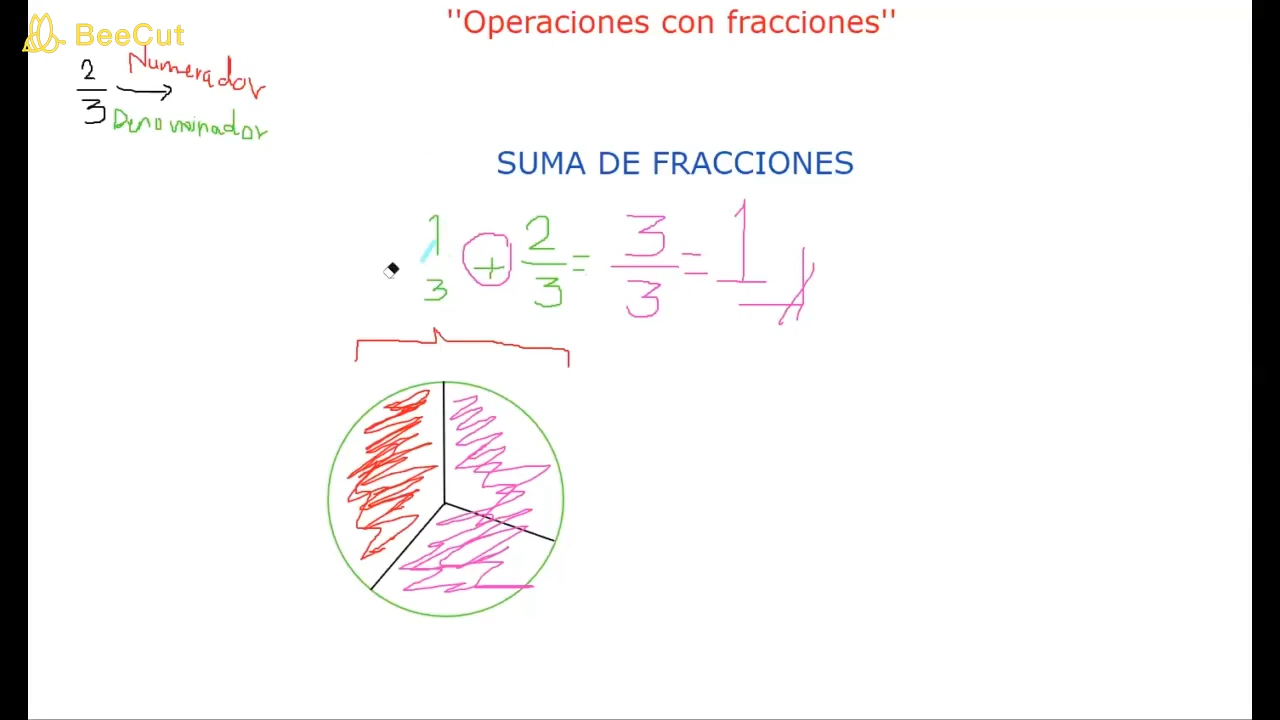 "Operaciones con fracciones"
BeeCut
2/3 → Numerador
Denominador
SUMA DE FRACCIONES
1/3 + 2/3 = 3/3 = 1